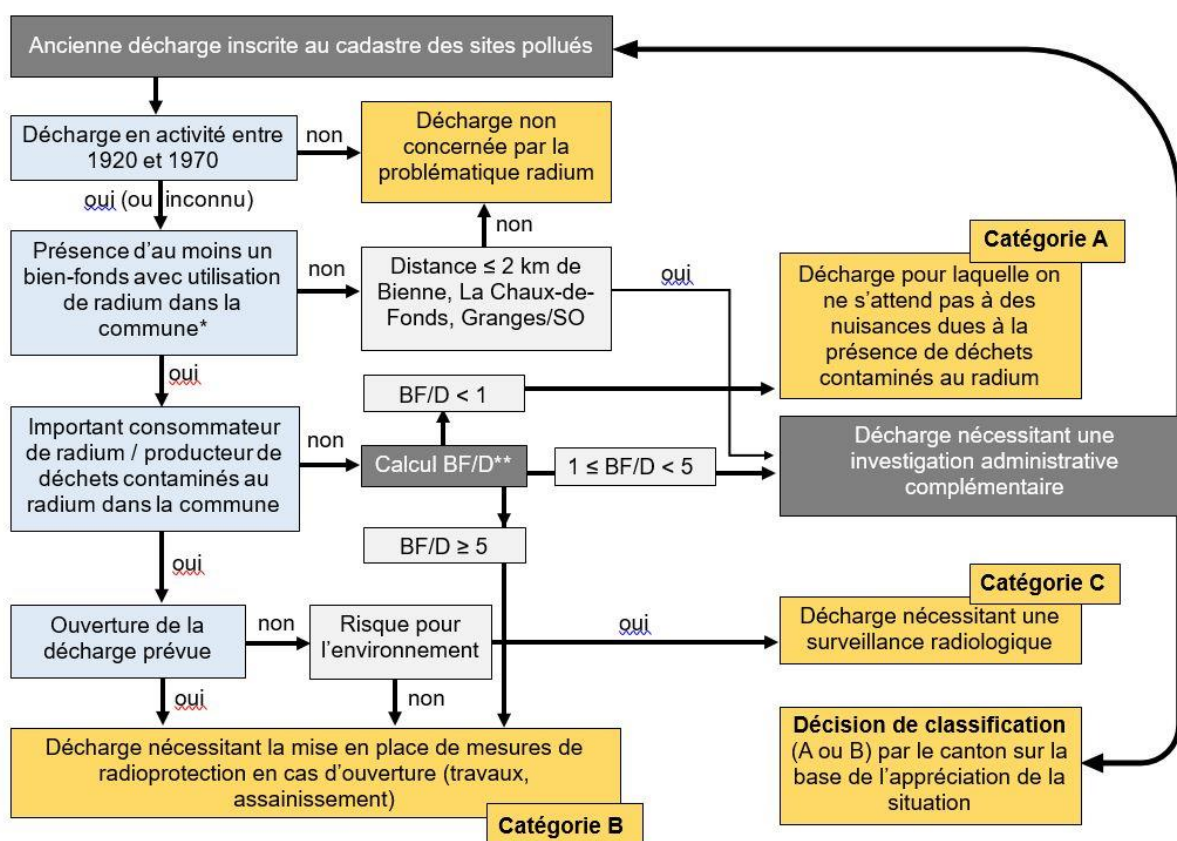 Ancienne décharge inscrite au cadastre des sites pollués
Décharge en activité entre
1920 et 1970
non
Décharge non
concernée par la
problématique radium
oui (ou inconnu)
non
Présence d'au moins un
bien-fonds avec utilisation
de radium dans la
commune*
non
Distance ≤ 2 km de
Bienne, La Chaux-de-
Fonds, Granges/SO
oui
Catégorie A
Décharge pour laquelle on
ne s'attend pas à des
nuisances dues à la
présence de déchets
contaminés au radium
oui
BF/D < 1
Important consommateur
de radium / producteur de
déchets contaminés au
radium dans la commune
non
Calcul BF/D**
1 ≤ BF/D < 5
Décharge nécessitant une
investigation administrative
complémentaire
BF/D ≥ 5
oui
Catégorie C
Ouverture de la
décharge prévue
non
Risque pour
l'environnement
oui
Décharge nécessitant une
surveillance radiologique
oui
non
Décharge nécessitant la mise en place de mesures de
radioprotection en cas d'ouverture (travaux,
assainissement)
Catégorie B
Décision de classification
(A ou B) par le canton sur la
base de l'appréciation de la
situation